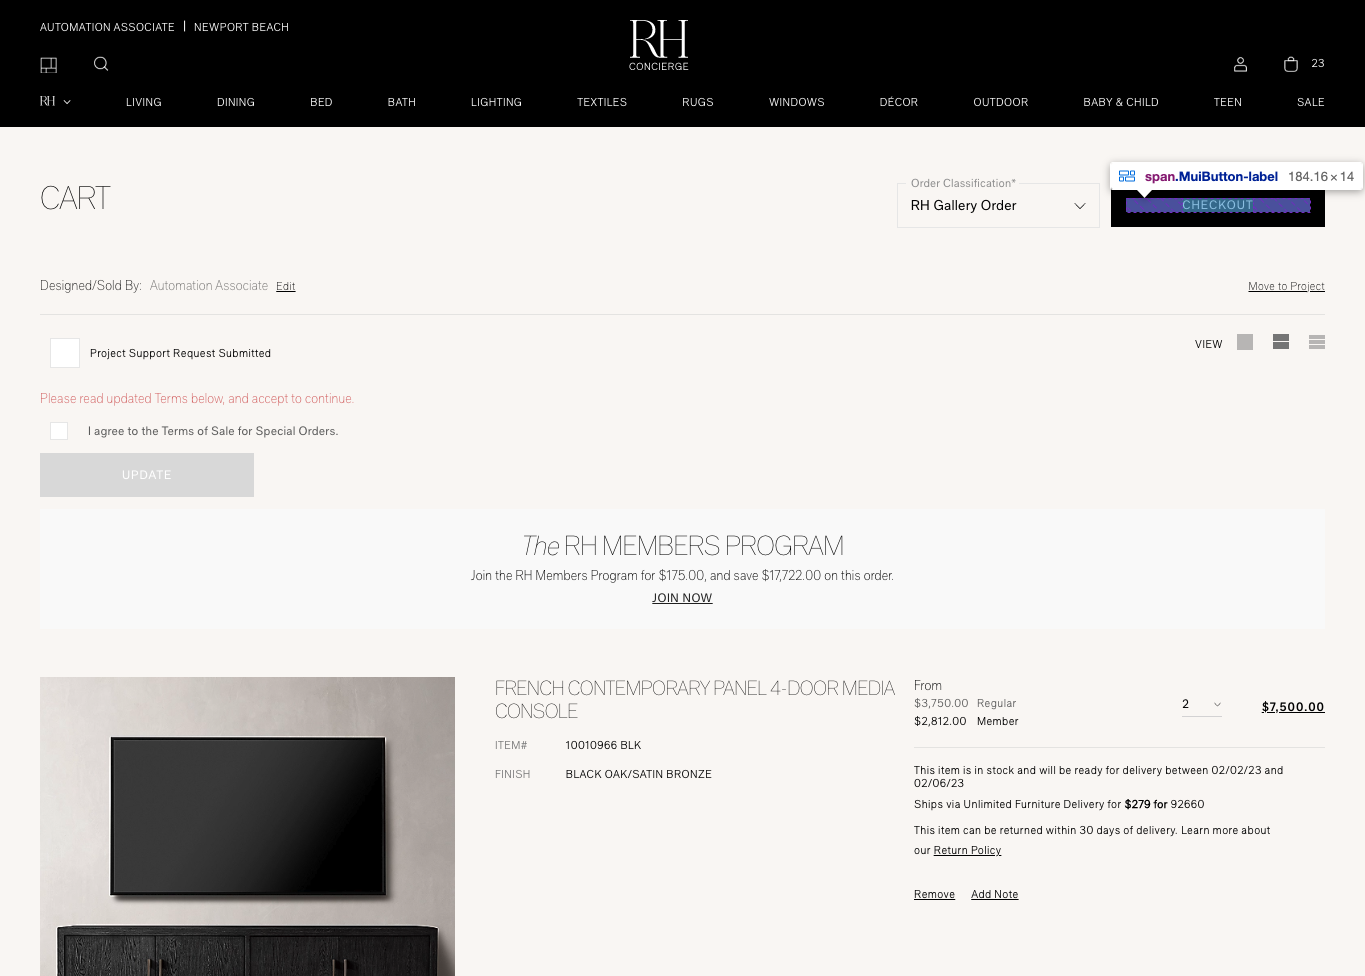 AUTOMATION ASSOCIATE | NEWPORT BEACH
RH
CONCIERGE
23
RH LIVING DINING BED BATH LIGHTING TEXTILES RUGS WINDOWS DÉCOR OUTDOOR BABY & CHILD TEEN SALE
span.MuiButton-label 184.16×14
CART
Order Classification*
RH Gallery Order
CHECKOUT
Designed/Sold By: Automation Associate Edit
Move to Project
Project Support Request Submitted
VIEW
Please read updated Terms below, and accept to continue.
I agree to the Terms of Sale for Special Orders.
UPDATE
The RH MEMBERS PROGRAM
Join the RH Members Program for $175.00, and save $17,722.00 on this order.
JOIN NOW
FRENCH CONTEMPORARY PANEL 4-DOOR MEDIA
CONSOLE
ITEM# 10010966 BLK
FINISH BLACK OAK/SATIN BRONZE
From
$3,750.00 Regular
$2,812.00 Member
2
$7,500.00
This item is in stock and will be ready for delivery between 02/02/23 and
02/06/23
Ships via Unlimited Furniture Delivery for $279 for 92660
This item can be returned within 30 days of delivery. Learn more about
our Return Policy
Remove Add Note